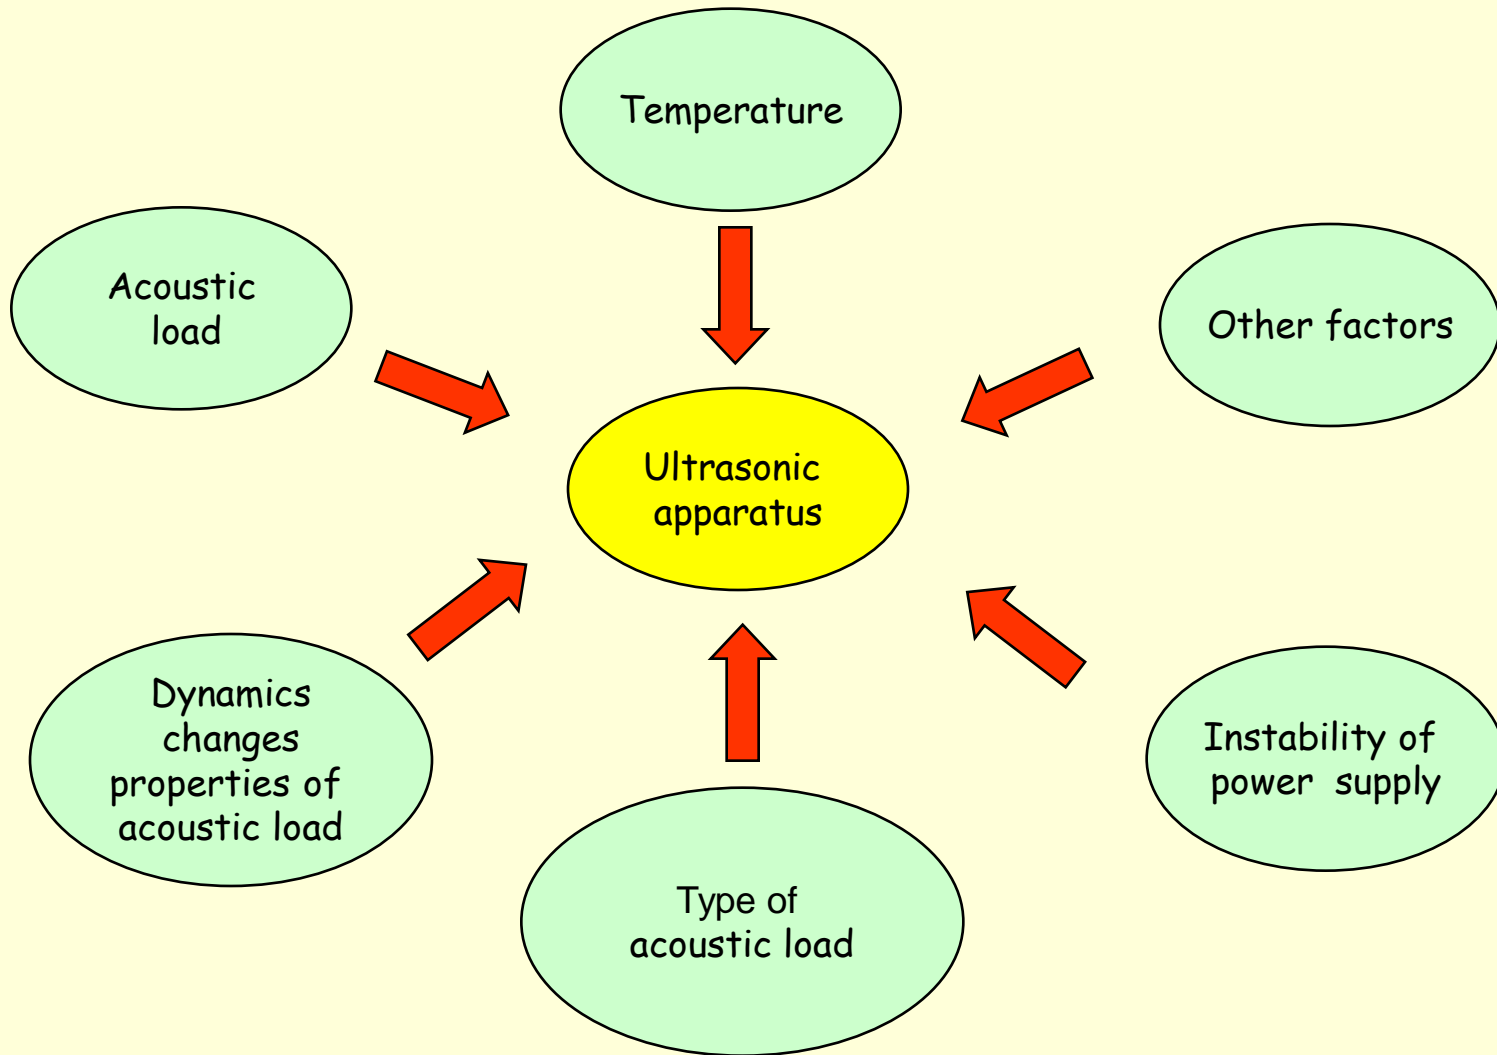 Temperature
Acoustic
load
Other factors
Ultrasonic
apparatus
Dynamics
changes
properties of
acoustic load
Instability of
power supply
Type of
acoustic load